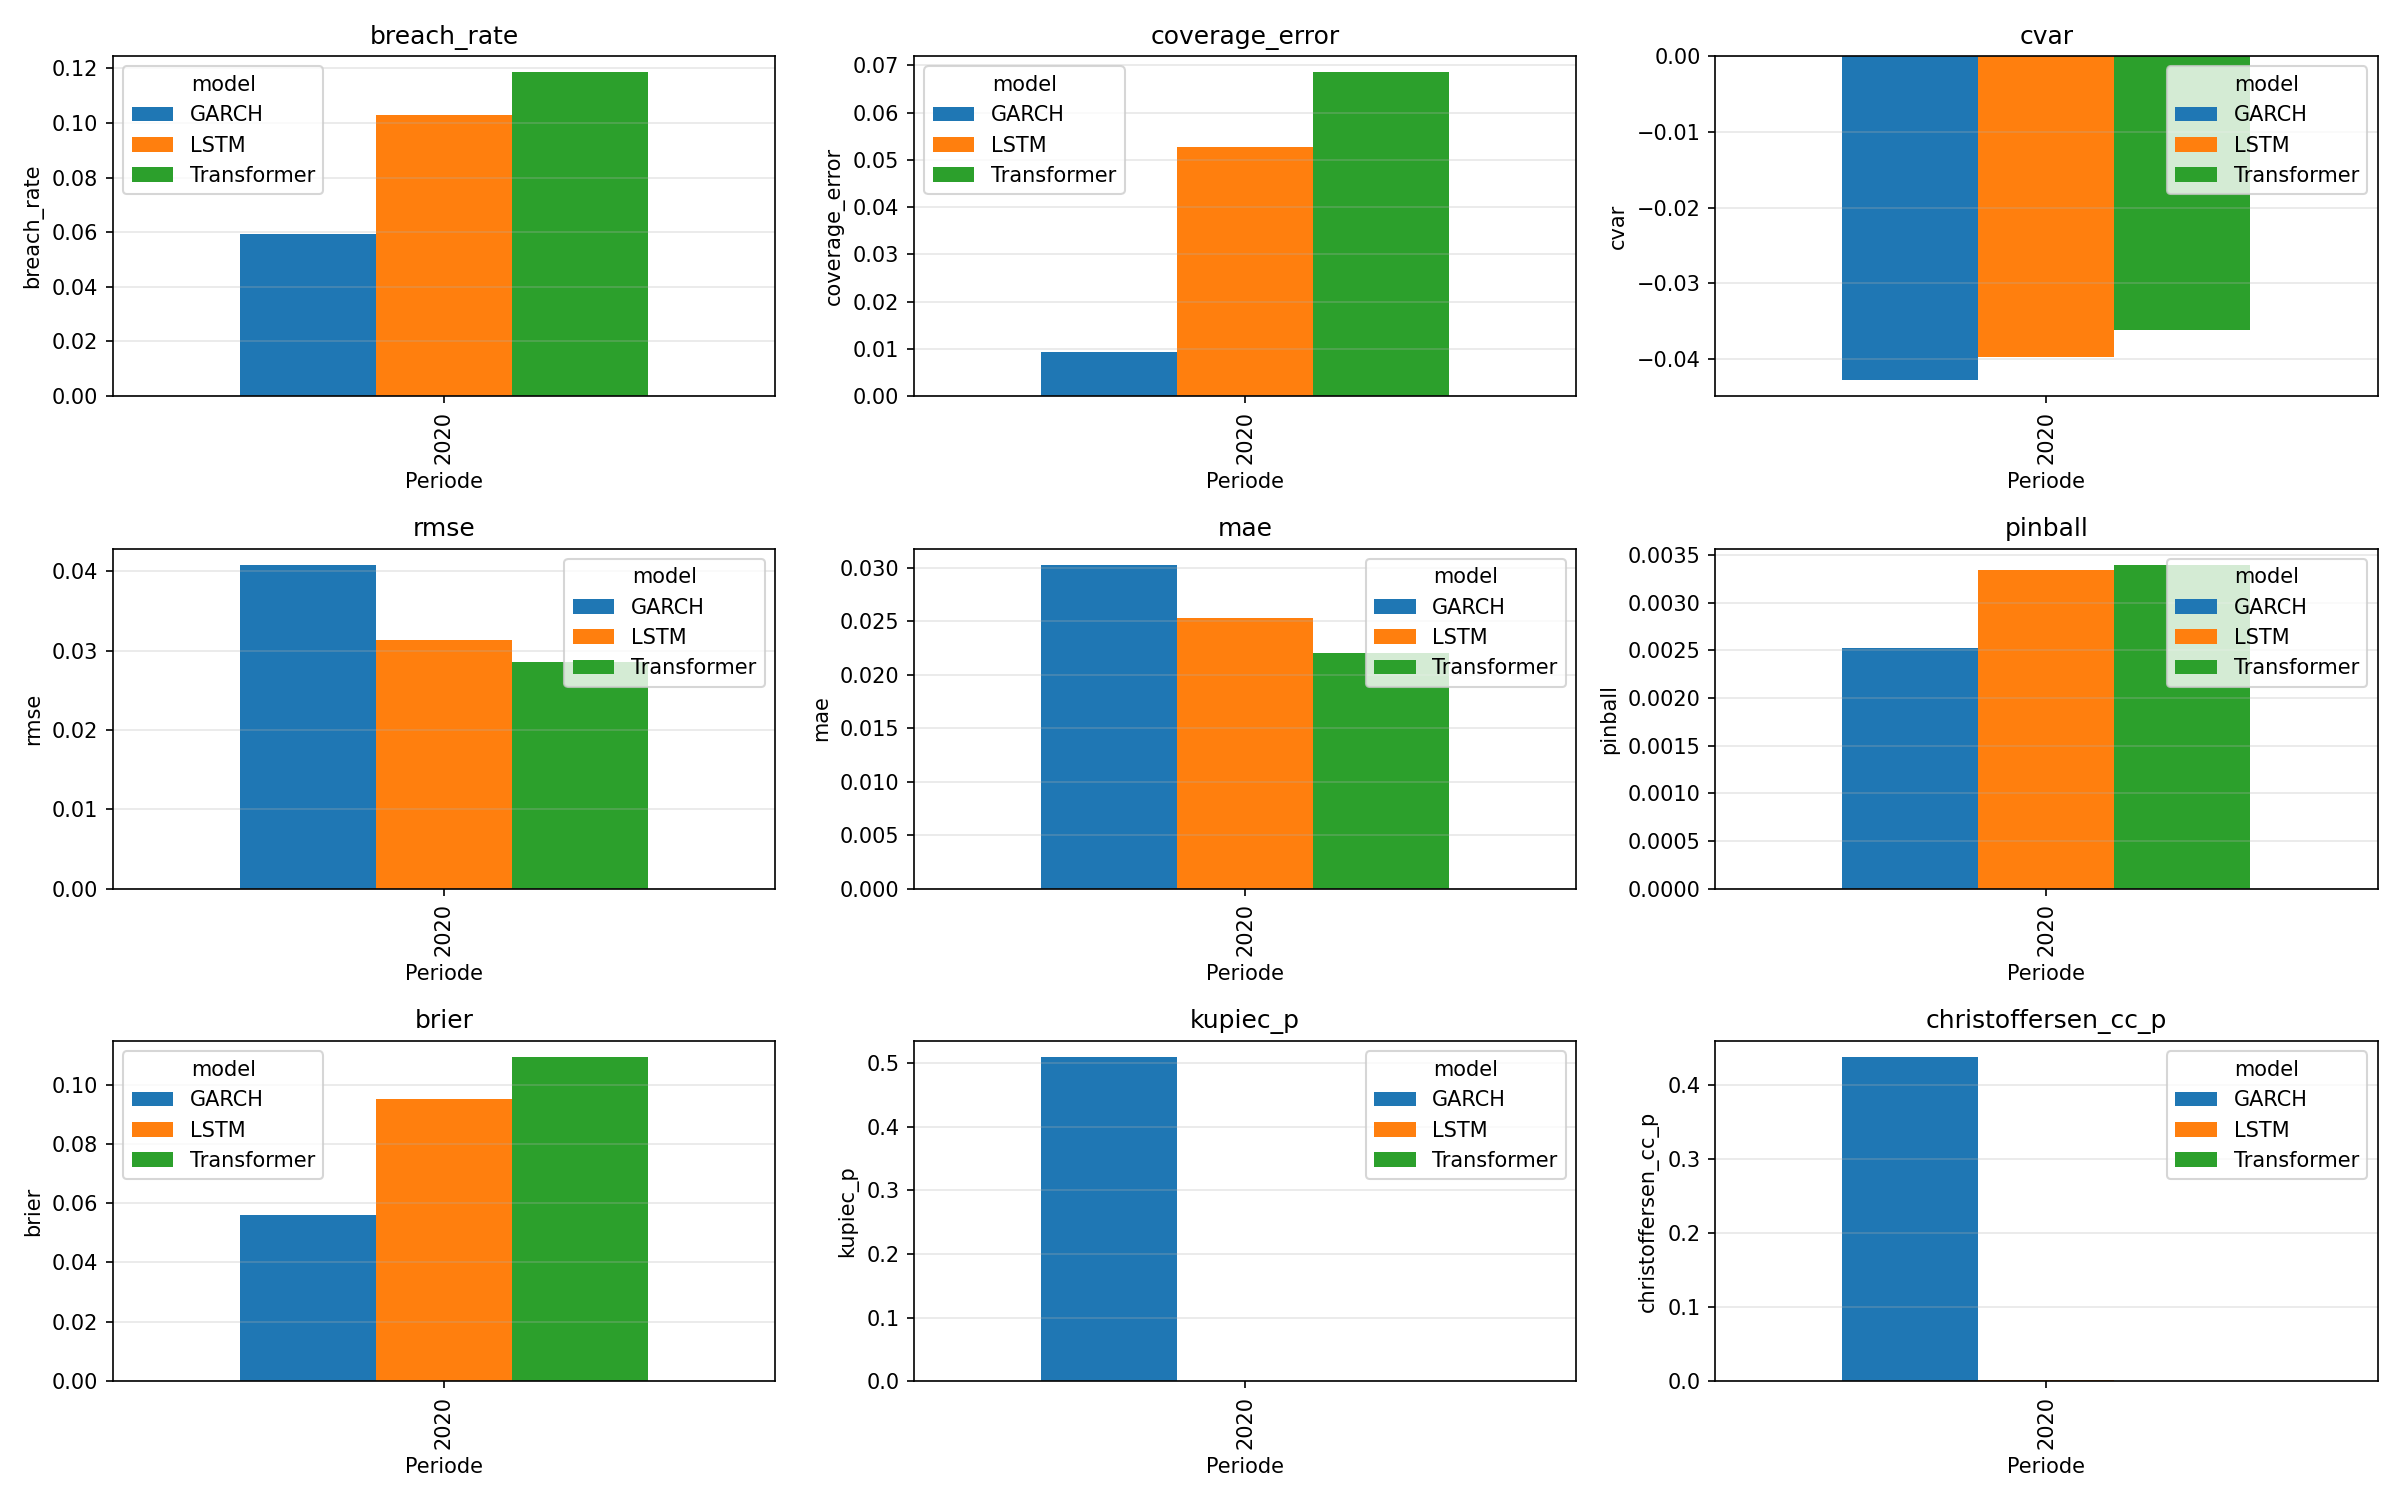 breach_rate
0.12
0.10
0.08
0.06
0.04
0.02
0.00
breach_rate
model
GARCH
LSTM
Transformer
2020
Periode
coverage_error
0.07
0.06
0.05
0.04
0.03
0.02
0.01
0.00
coverage_error
model
GARCH
LSTM
Transformer
2020
Periode
cvar
0.00
−0.01
−0.02
−0.03
−0.04
cvar
model
GARCH
LSTM
Transformer
2020
Periode
rmse
0.04
0.03
0.02
0.01
0.00
rmse
model
GARCH
LSTM
Transformer
2020
Periode
mae
0.030
0.025
0.020
0.015
0.010
0.005
0.000
mae
model
GARCH
LSTM
Transformer
2020
Periode
pinball
0.0035
0.0030
0.0025
0.0020
0.0015
0.0010
0.0005
0.0000
pinball
model
GARCH
LSTM
Transformer
2020
Periode
brier
0.10
0.08
0.06
0.04
0.02
0.00
brier
model
GARCH
LSTM
Transformer
2020
Periode
kupiec_p
0.5
0.4
0.3
0.2
0.1
0.0
kupiec_p
model
GARCH
LSTM
Transformer
2020
Periode
christoffersen_cc_p
0.4
0.3
0.2
0.1
0.0
christoffersen_cc_p
model
GARCH
LSTM
Transformer
2020
Periode